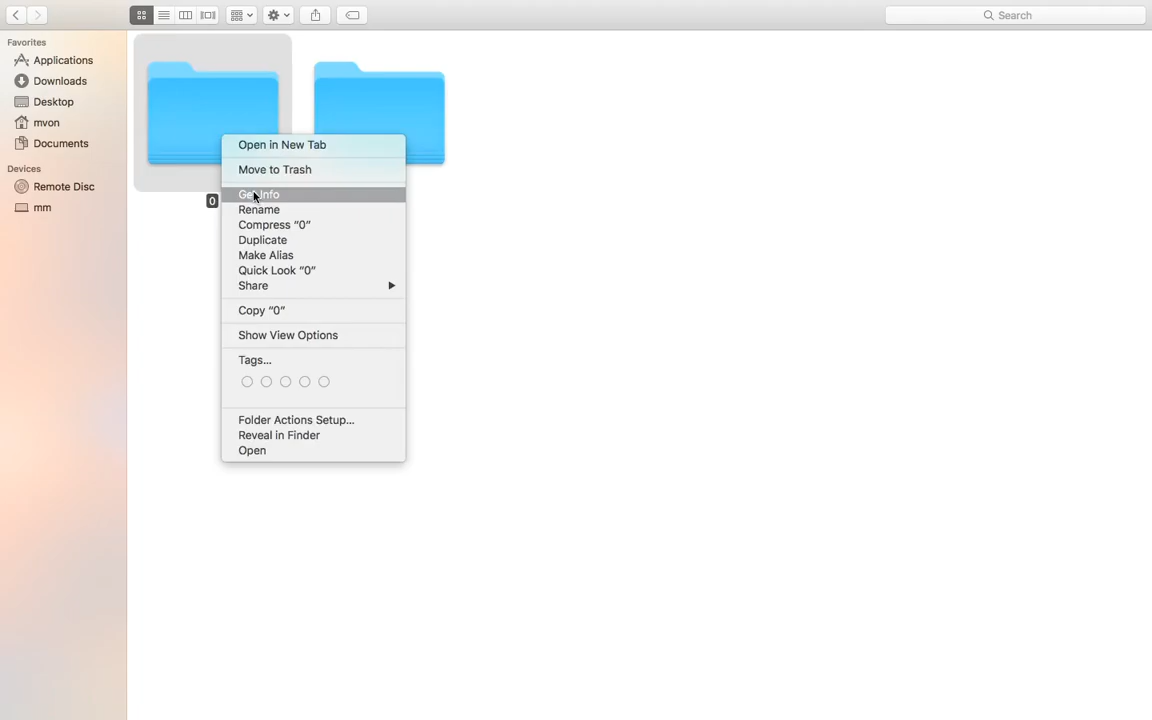 Search
Favorites
Applications
Downloads
Desktop
mvon
Documents
Devices
Remote Disc
mm
0
Open in New Tab
Move to Trash
Get Info
Rename
Compress “0”
Duplicate
Make Alias
Quick Look “0”
Share
Copy “0”
Show View Options
Tags...
Folder Actions Setup...
Reveal in Finder
Open